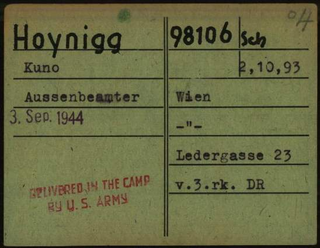 Hoynigg
98106 Sch
04
Kuno
2,10,93
Aussenbeamter
Wien
3. Sep. 1944
-"-
Ledergasse 23
DELIVERED IN THE CAMP
BY U.S. ARMY
v.3.rk. DR